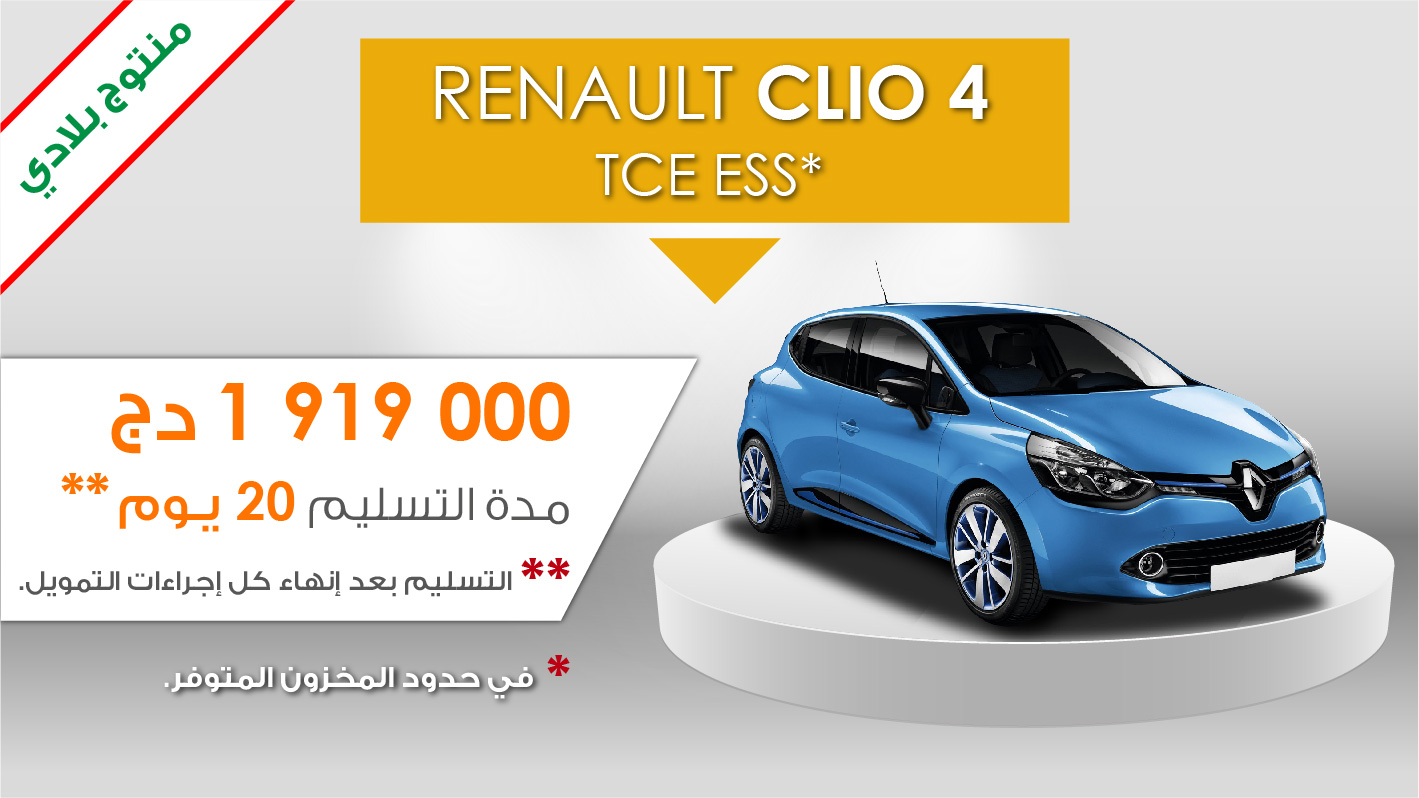 منتوج بلادي
RENAULT CLIO 4
TCE ESS*
1 919 000 دج
مدة التسليم 20 يوم**
** التسليم بعد إنهاء كل إجراءات التمويل.
* في حدود المخزون المتوفر.